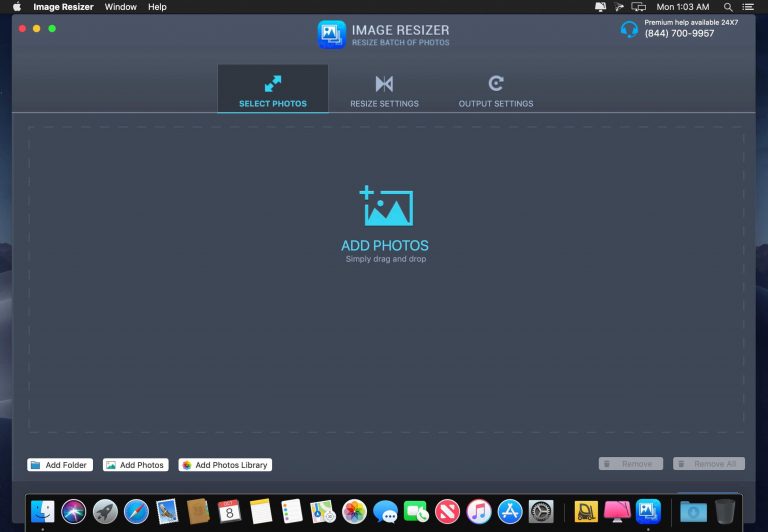 Image Resizer Window Help
Mon 1:03 AM
IMAGE RESIZER
RESIZE BATCH OF PHOTOS
Premium help available 24X7
(844) 700-9957
SELECT PHOTOS
RESIZE SETTINGS
OUTPUT SETTINGS
ADD PHOTOS
Simply drag and drop
Add Folder
Add Photos
Add Photos Library
Remove
Remove All
8